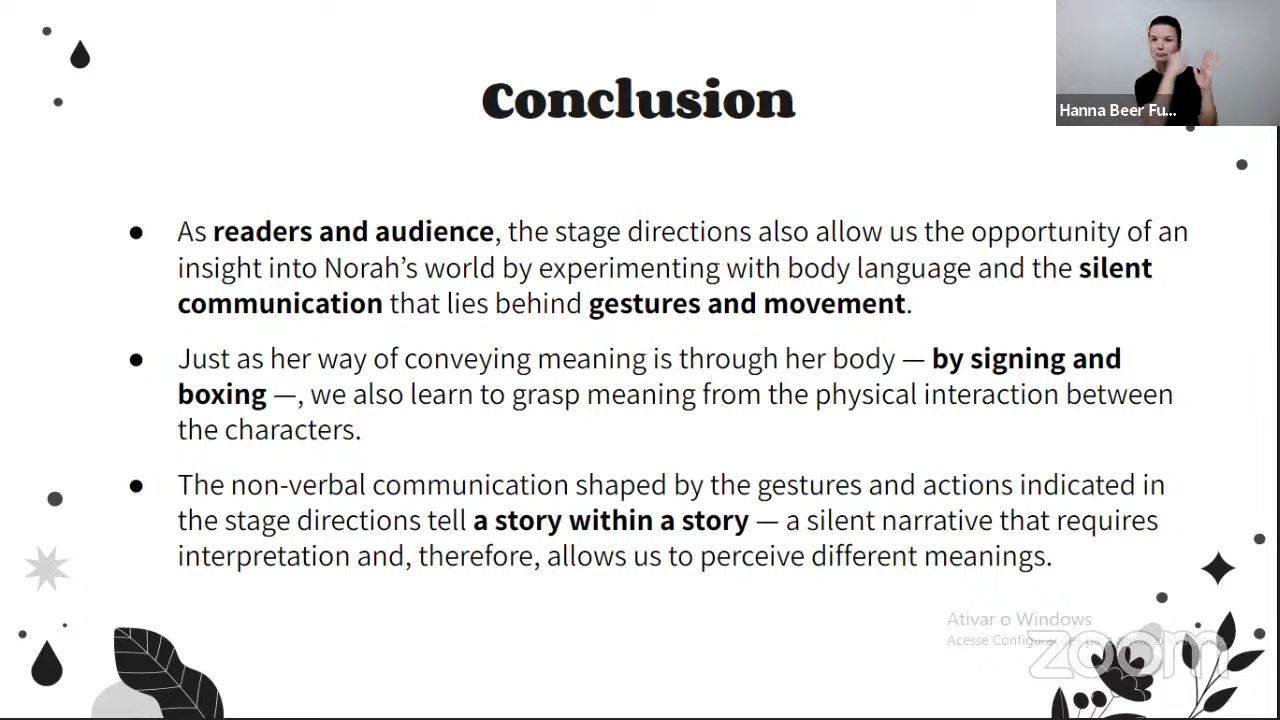 Conclusion
Hanna Beer Fu...
● As readers and audience, the stage directions also allow us the opportunity of an
insight into Norah’s world by experimenting with body language and the silent
communication that lies behind gestures and movement.
● Just as her way of conveying meaning is through her body — by signing and
boxing —, we also learn to grasp meaning from the physical interaction between
the characters.
● The non-verbal communication shaped by the gestures and actions indicated in
the stage directions tell a story within a story — a silent narrative that requires
interpretation and, therefore, allows us to perceive different meanings.
Ativar o Windows
Acesse Configurações para ativar o Windows.
zoom